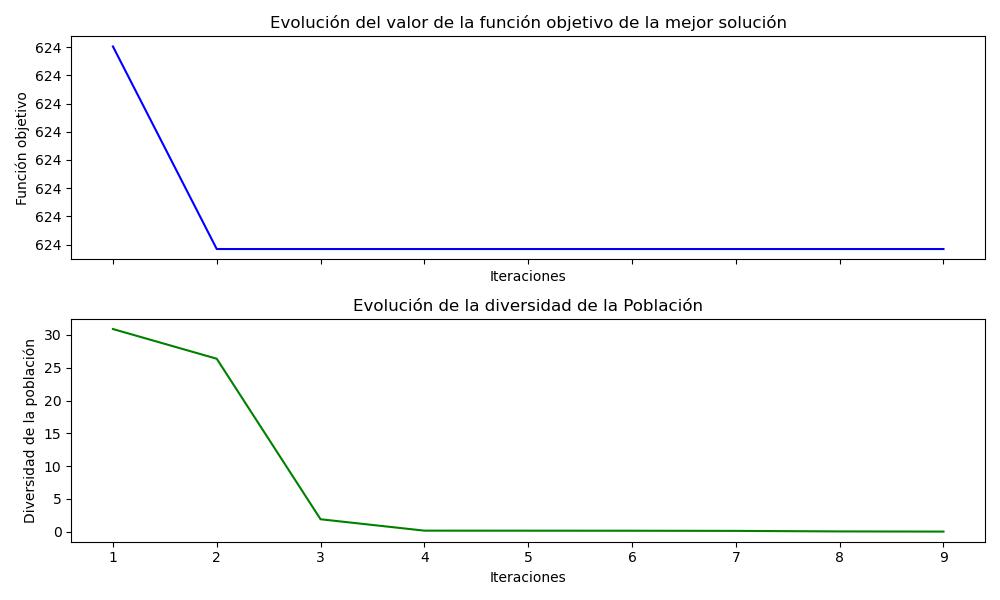 Evolución del valor de la función objetivo de la mejor solución
Función objetivo
624
624
624
624
624
624
624
624
Iteraciones
Evolución de la diversidad de la Población
Diversidad de la población
30
25
20
15
10
5
0
1 2 3 4 5 6 7 8 9
Iteraciones